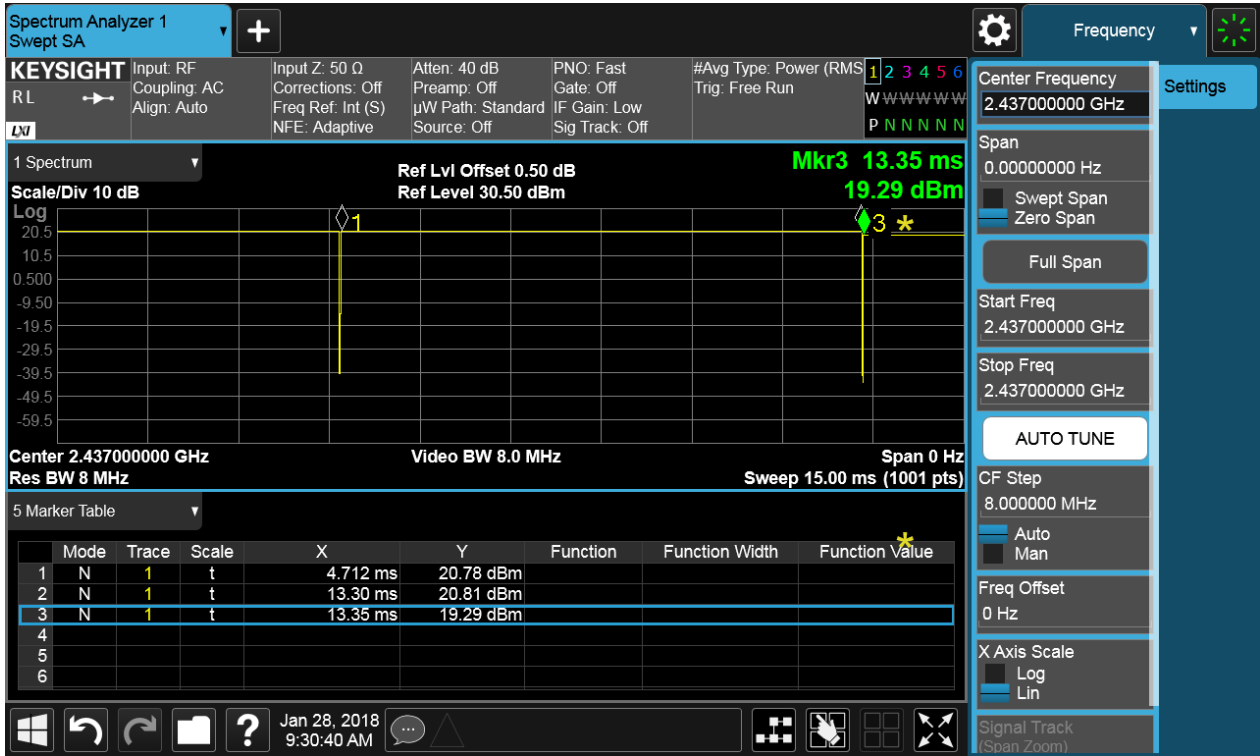 Spectrum Analyzer 1
Swept SA
+
Frequency
KEYSIGHT
RL
LXI
Input: RF
Coupling: AC
Align: Auto
Input Z: 50 Ω
Corrections: Off
Freq Ref: Int (S)
NFE: Adaptive
Atten: 40 dB
Preamp: Off
µW Path: Standard
Source: Off
PNO: Fast
Gate: Off
IF Gain: Low
Sig Track: Off
#Avg Type: Power (RMS
Trig: Free Run
1 2 3 4 5 6
W W W W W W
P N N N N N
1 Spectrum
Ref Lvl Offset 0.50 dB
Mkr3 13.35 ms
Scale/Div 10 dB
Ref Level 30.50 dBm
19.29 dBm
Log
1
3 *
20.5
10.5
0.500
-9.50
-19.5
-29.5
-39.5
-49.5
-59.5
Center 2.437000000 GHz
Video BW 8.0 MHz
Span 0 Hz
Res BW 8 MHz
Sweep 15.00 ms (1001 pts)
5 Marker Table
*
Mode Trace Scale X Y Function Function Width Function Value
1 N 1 t 4.712 ms 20.78 dBm
2 N 1 t 13.30 ms 20.81 dBm
3 N 1 t 13.35 ms 19.29 dBm
4
5
6
?
Jan 28, 2018
9:30:40 AM
Center Frequency
2.437000000 GHz
Settings
Span
0.00000000 Hz
Swept Span
Zero Span
Full Span
Start Freq
2.437000000 GHz
Stop Freq
2.437000000 GHz
AUTO TUNE
CF Step
8.000000 MHz
Auto
Man
Freq Offset
0 Hz
X Axis Scale
Log
Lin
Signal Track
(Span Zoom)